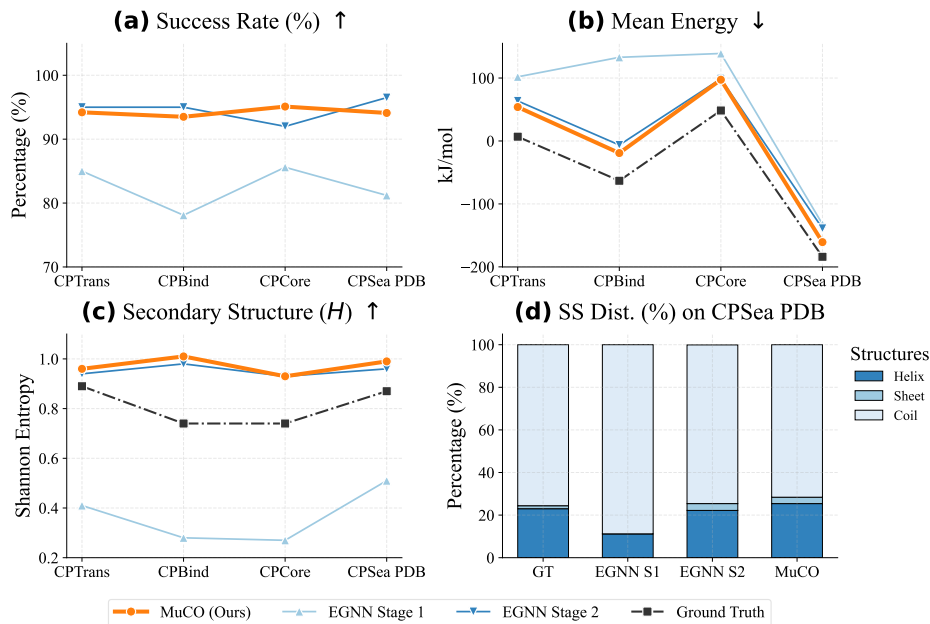 (a) Success Rate (%) ↑
Percentage (%)
100
90
80
70
CPTrans CPBind CPCore CPSea PDB
(b) Mean Energy ↓
kJ/mol
100
0
−100
−200
CPTrans CPBind CPCore CPSea PDB
(c) Secondary Structure (H) ↑
Shannon Entropy
1.0
0.8
0.6
0.4
0.2
CPTrans CPBind CPCore CPSea PDB
(d) SS Dist. (%) on CPSea PDB
Percentage (%)
100
80
60
40
20
0
GT EGNN S1 EGNN S2 MuCO
Structures
Helix
Sheet
Coil
MuCO (Ours) EGNN Stage 1 EGNN Stage 2 Ground Truth